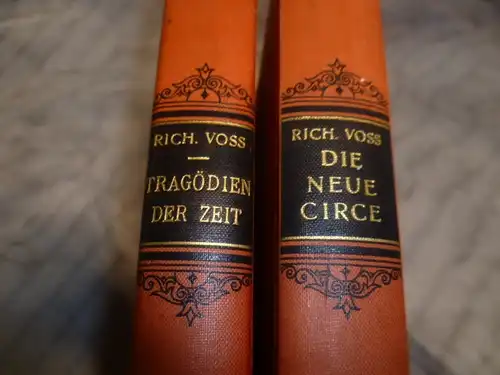 RICH. VOSS
TRAGÖDIEN
DER ZEIT
RICH. VOSS
DIE
NEUE
CIRCE